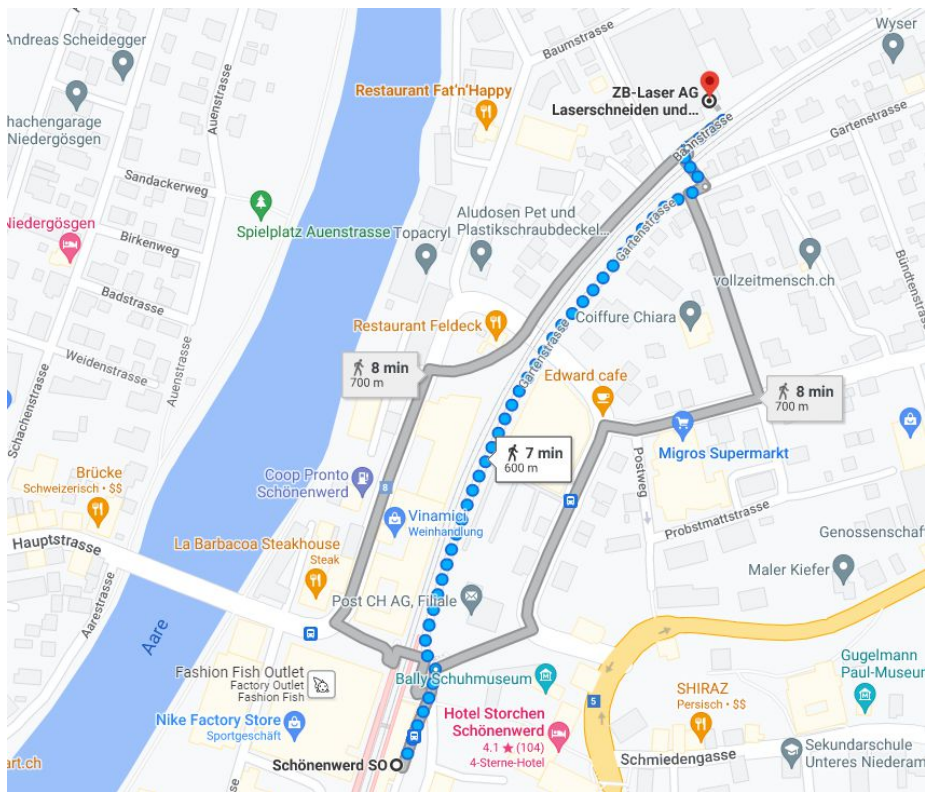 Andreas Scheidegger
Auenstrasse
Baumstrasse
Wyser
Restaurant Fat'n'Happy
ZB-Laser AG
Laserschneiden und...
Bahnstrasse
Gartenstrasse
Niedergösgen
Sandackerweg
Spielplatz Auenstrasse
Topacryl
Aludosen Pet und
Plastikschraubdeckel...
Gartenstrasse
Niedergösgen
Birkenweg
Badstrasse
vollzeitmensch.ch
Bündtenstrasse
Restaurant Feldeck
Coiffure Chiara
Weidenstrasse
Auenstrasse
Schachenstrasse
8 min
700 m
Gartenstrasse
Edward cafe
8 min
700 m
7 min
600 m
Migros Supermarkt
Postweg
Brücke
Schweizerisch • $$
Coop Pronto
Schönenwerd
8
Vinamici
Weinhandlung
Probstmattstrasse
Hauptstrasse
La Barbacoa Steakhouse
Steak
Genossenschaf
Maler Kiefer
Aarestrasse
Post CH AG, Filiale
Aare
Fashion Fish Outlet
Factory Outlet
Fashion Fish
Bally Schuhmuseum
Gugelmann
Paul-Museum
5
SHIRAZ
Persisch • $$
Nike Factory Store
Sportgeschäft
Hotel Storchen
Schönenwerd
4.1 ★ (104)
4-Sterne-Hotel
Schmiedengasse
Sekundarschule
Unteres Niederam
art.ch
Schönenwerd SO